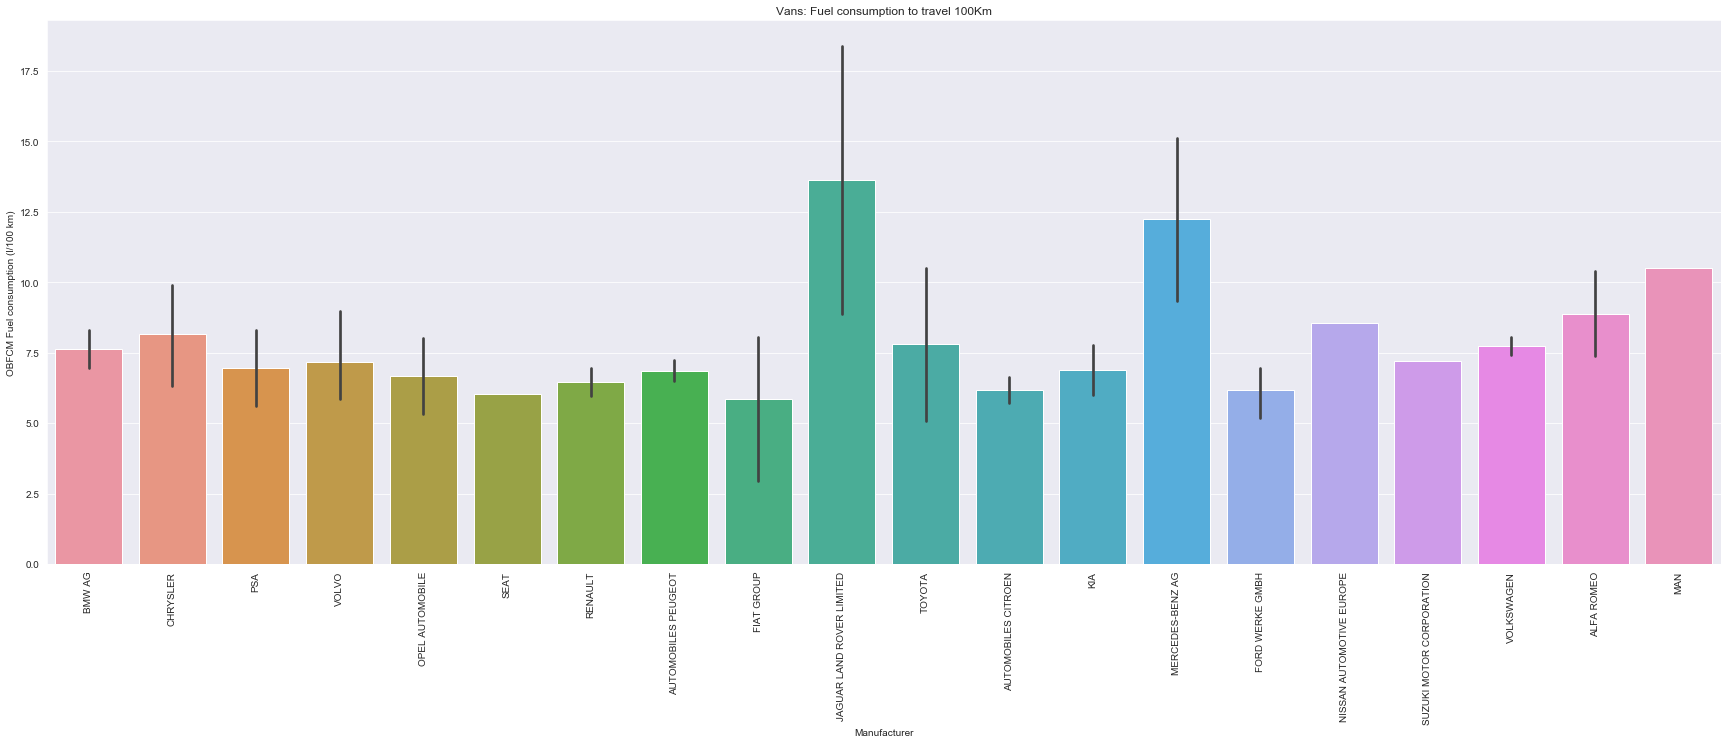 Vans: Fuel consumption to travel 100Km
OBFCM Fuel consumption (l/100 km)
17.5
15.0
12.5
10.0
7.5
5.0
2.5
0.0
BMW AG
CHRYSLER
PSA
VOLVO
OPEL AUTOMOBILE
SEAT
RENAULT
AUTOMOBILES PEUGEOT
FIAT GROUP
JAGUAR LAND ROVER LIMITED
TOYOTA
AUTOMOBILES CITROEN
KIA
MERCEDES-BENZ AG
FORD WERKE GMBH
NISSAN AUTOMOTIVE EUROPE
SUZUKI MOTOR CORPORATION
VOLKSWAGEN
ALFA ROMEO
MAN
Manufacturer